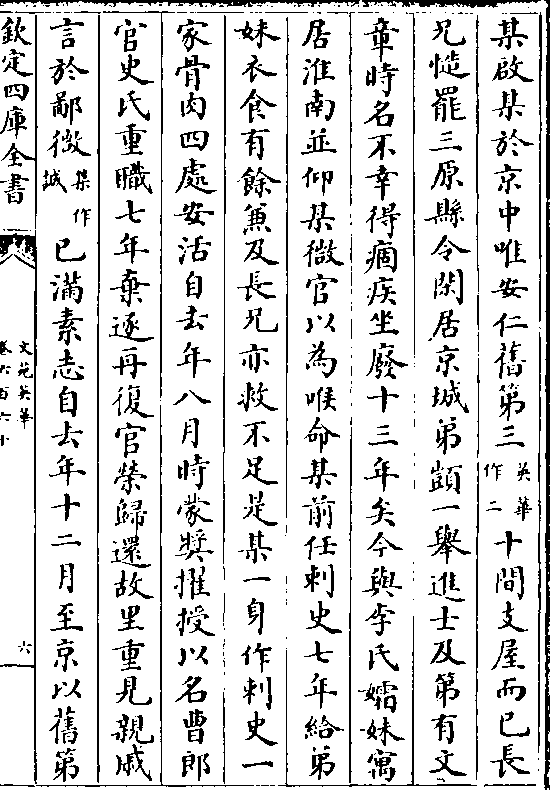 某啟某於京中唯安仁舊第三英華作二十間支屋而已長
兄慥罷三原縣令閑居京城弟顗一舉進士及第有文
章時名不幸得痼疾坐廢十三年矣今與李氏孀妹寓
居淮南並仰某微官以為喉命某前任刺史七年給弟
妹衣食有餘兼及長兄亦救不足是某一身作刺史一
家骨肉四處安活自去年八月時蒙奬擢授以名曹郎
官史氏重職七年棄逐再復官榮歸還故里重見親戚
言於鄙微集作誠已滿素志自去年十二月至京以舊第
欽定四庫全書
文苑英華
卷六百六十
六